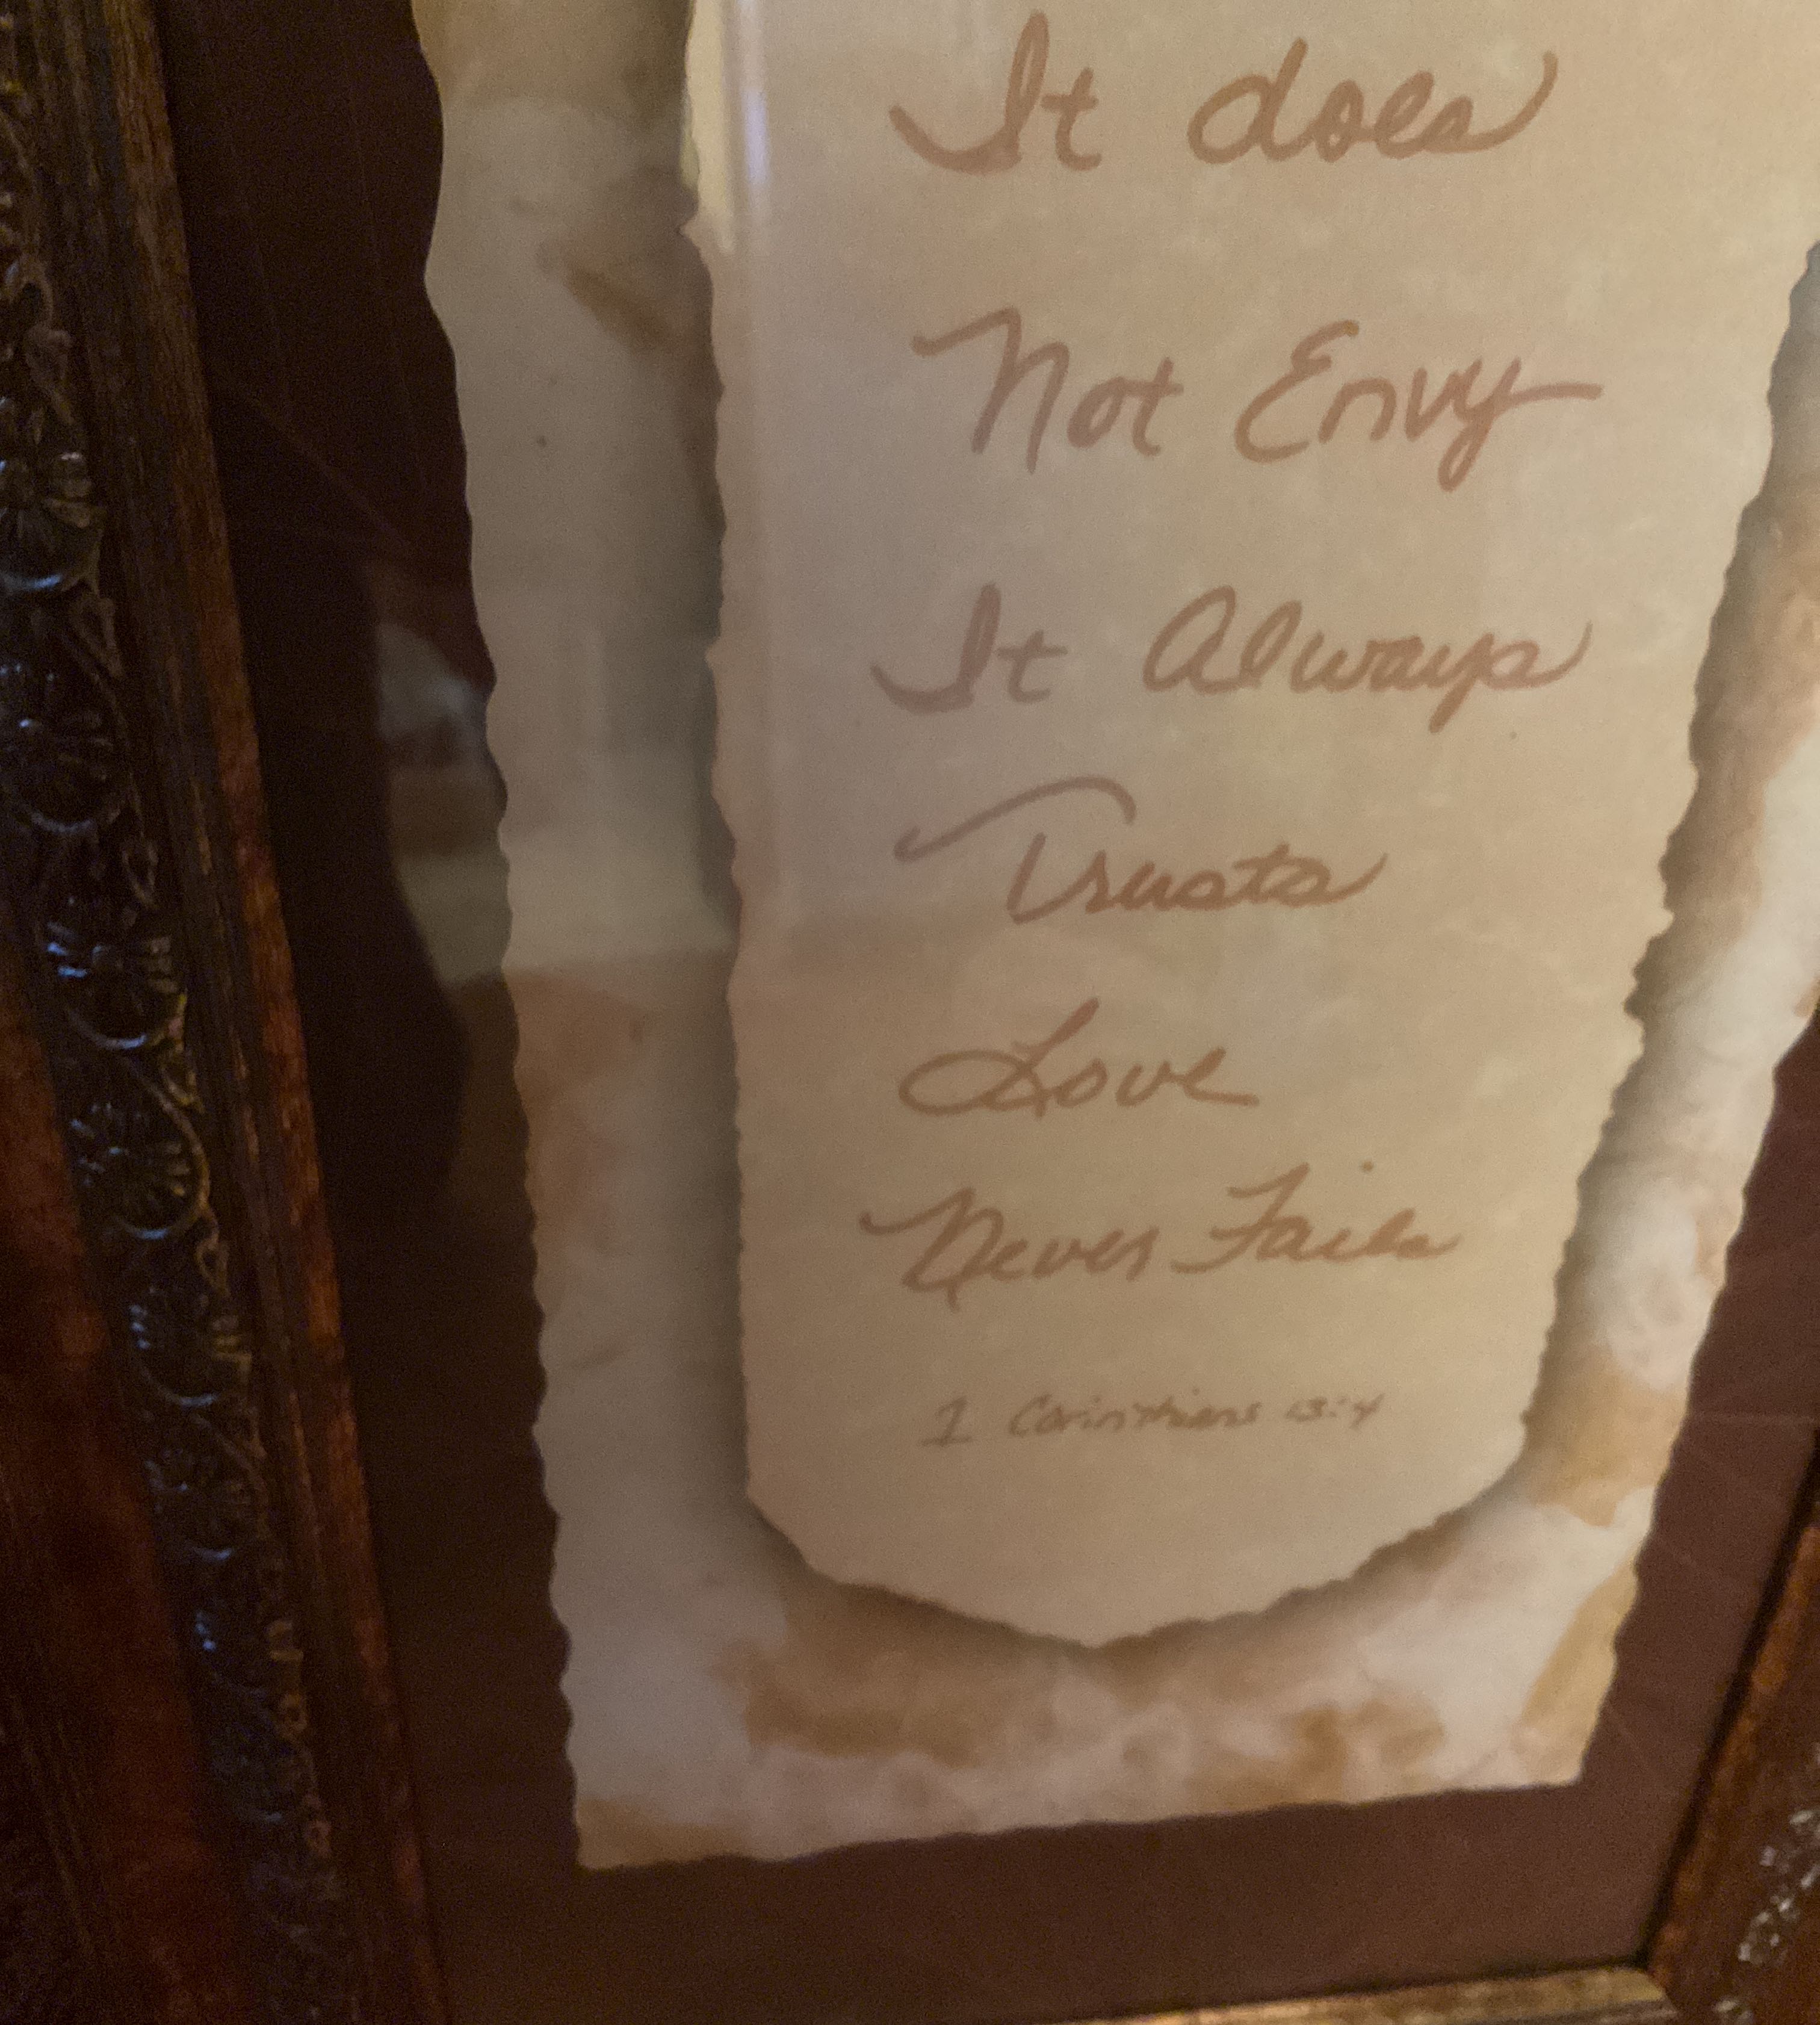 It does
Not Envy
It Always
Trusts
Love
Never Fails
1 Corinthians 13:4